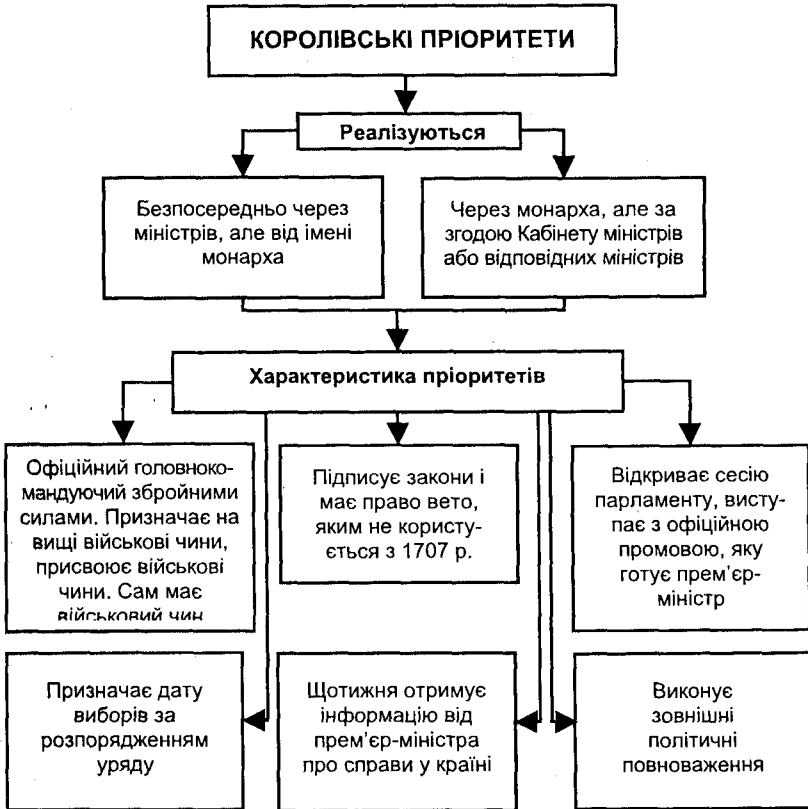 КОРОЛІВСЬКІ ПРІОРИТЕТИ
Реалізуються
Безпосередньо через
міністрів, але від імені
монарха
Через монарха, але за
згодою Кабінету міністрів
або відповідних міністрів
Характеристика пріоритетів
Офіційний головноко-
мандуючий збройними
силами. Призначає на
вищі військові чини,
присвоює військові
чини. Сам має
військовий чин
Підписує закони і
має право вето,
яким не користу-
ється з 1707 р.
Відкриває сесію
парламенту, висту-
пає з офіційною
промовою, яку
готує прем’єр-
міністр
Призначає дату
виборів за
розпорядженням
уряду
Щотижня отримує
інформацію від
прем’єр-міністра
про справи у країні
Виконує
зовнішні
політичні
повноваження